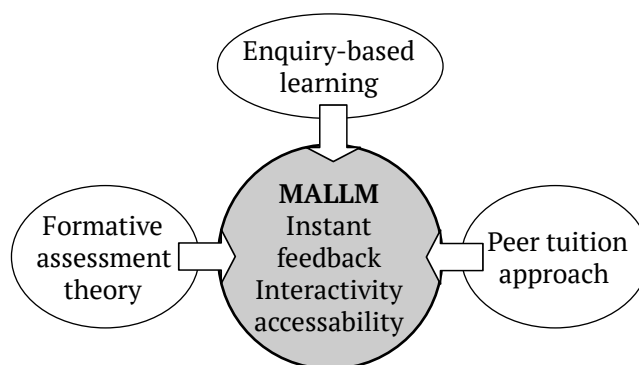 Enquiry-based
learning
MALLM
Instant
feedback
Interactivity
accessability
Formative
assessment
theory
Peer tuition
approach